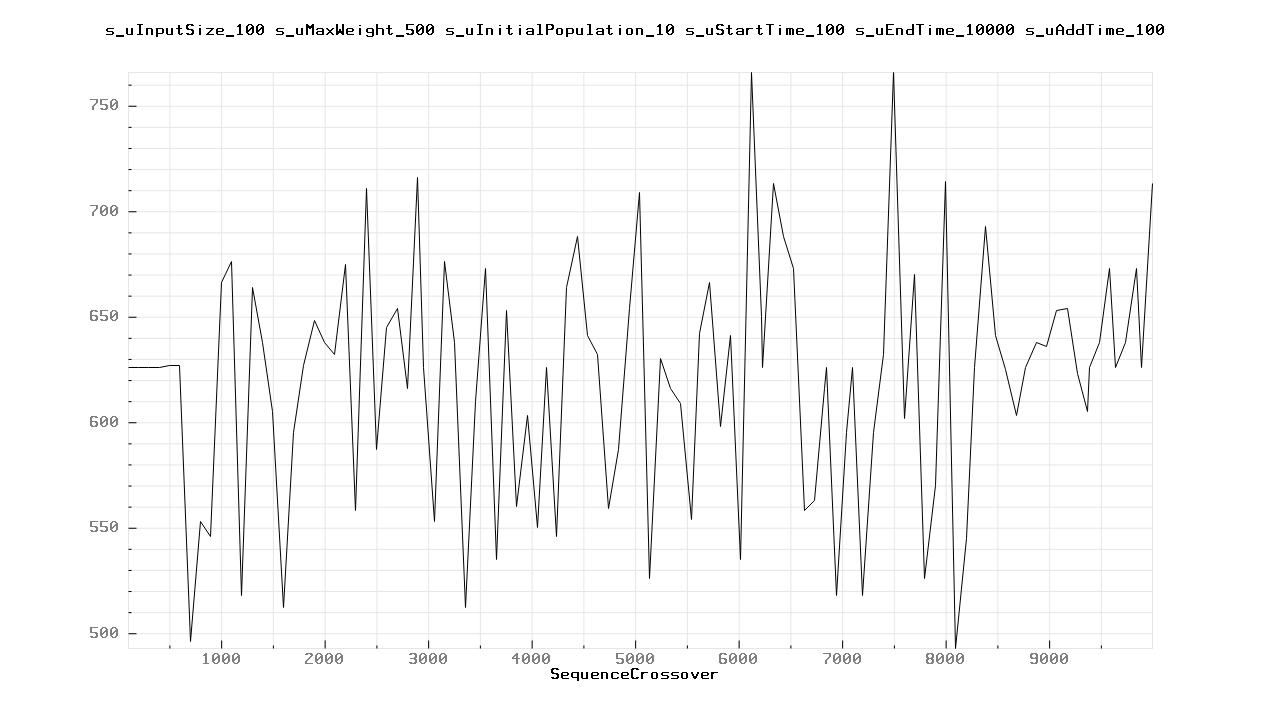 s_uInputSize_100 s_uMaxWeight_500 s_uInitialPopulation_10 s_uStartTime_100 s_uEndTime_10000 s_uAddTime_100
750
700
650
600
550
500
1000 2000 3000 4000 5000 6000 7000 8000 9000
SequenceCrossover